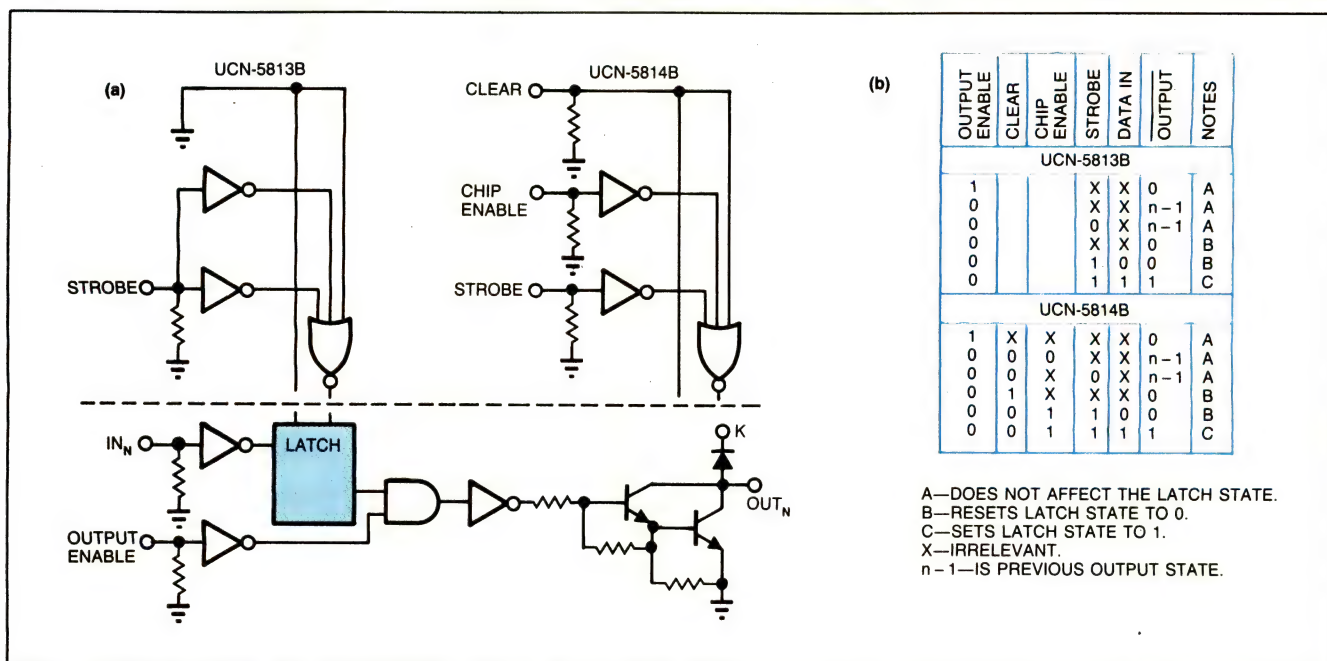 (a)
UCN-5813B
STROBE
UCN-5814B
CLEAR
CHIP
ENABLE
STROBE
IN_N
LATCH
OUTPUT
ENABLE
K
OUT_N
(b)
OUTPUT ENABLE | CLEAR | CHIP ENABLE | STROBE | DATA IN | OUTPUT | NOTES
UCN-5813B
1 X X 0 A
0 X X n-1 A
0 0 X n-1 A
0 X X 0 B
0 1 0 0 B
0 1 1 1 C
UCN-5814B
1 X X X X 0 A
0 0 0 X X n-1 A
0 0 X 0 X n-1 A
0 1 X X X 0 B
0 0 1 1 0 0 B
0 0 1 1 1 1 C
A—DOES NOT AFFECT THE LATCH STATE.
B—RESETS LATCH STATE TO 0.
C—SETS LATCH STATE TO 1.
X—IRRELEVANT.
n-1—IS PREVIOUS OUTPUT STATE.